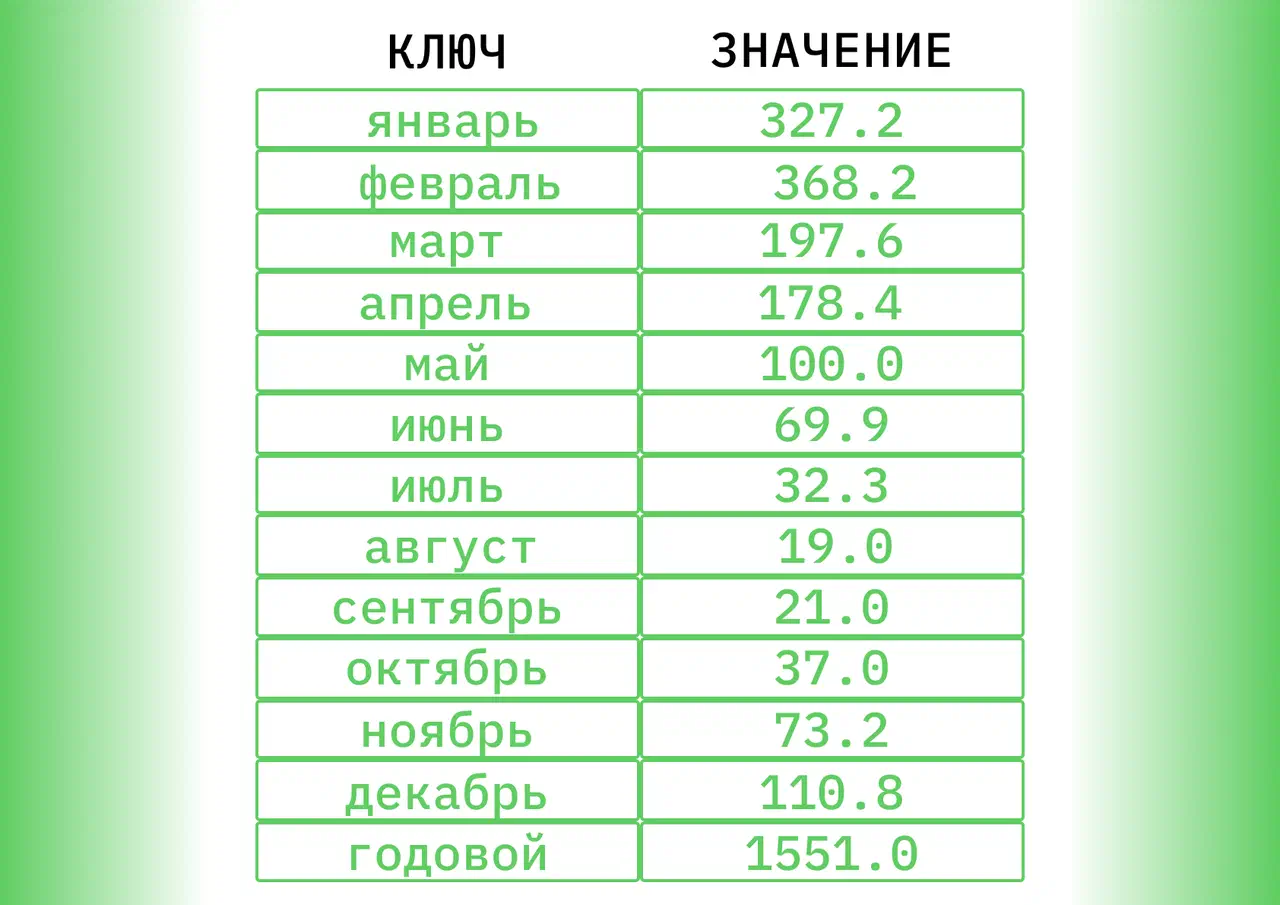 КЛЮЧ ЗНАЧЕНИЕ
январь 327.2
февраль 368.2
март 197.6
апрель 178.4
май 100.0
июнь 69.9
июль 32.3
август 19.0
сентябрь 21.0
октябрь 37.0
ноябрь 73.2
декабрь 110.8
годовой 1551.0